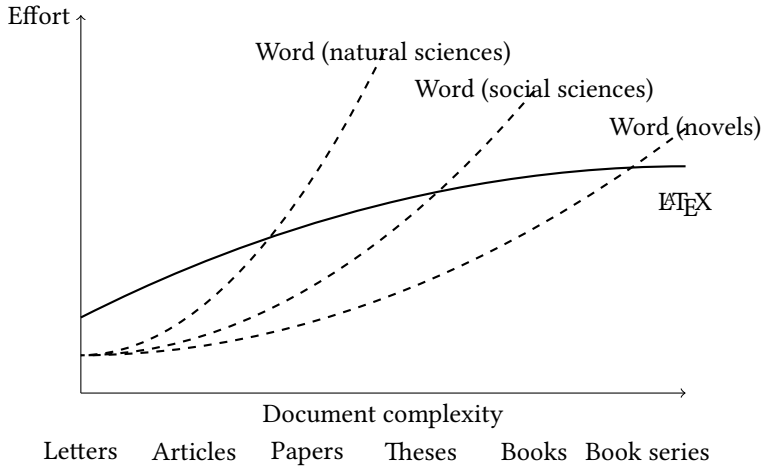 Effort
Word (natural sciences)
Word (social sciences)
Word (novels)
LATEX
Document complexity
Letters Articles Papers Theses Books Book series